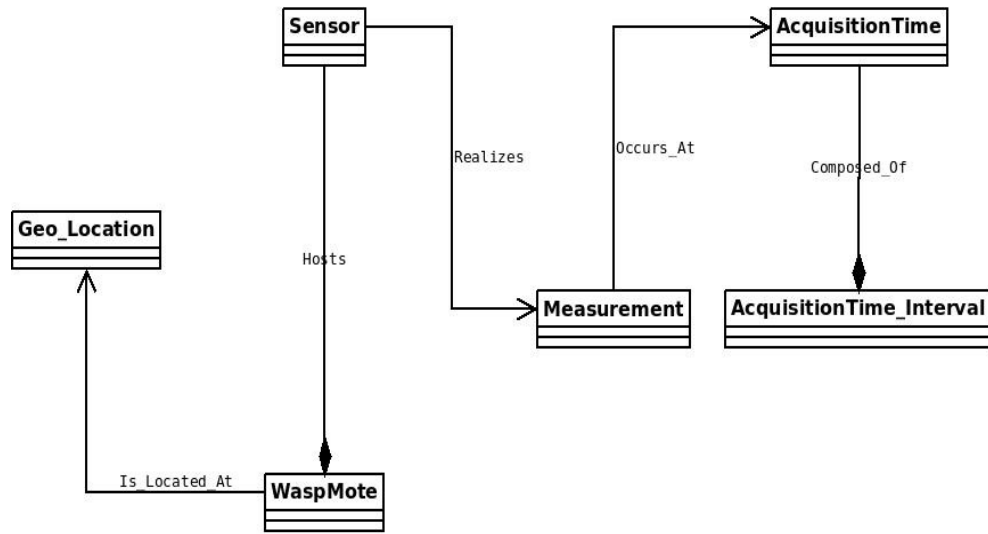 Sensor
AcquisitionTime
Realizes
Occurs_At
Composed_Of
Geo_Location
Hosts
Measurement
AcquisitionTime_Interval
Is_Located_At
WaspMote